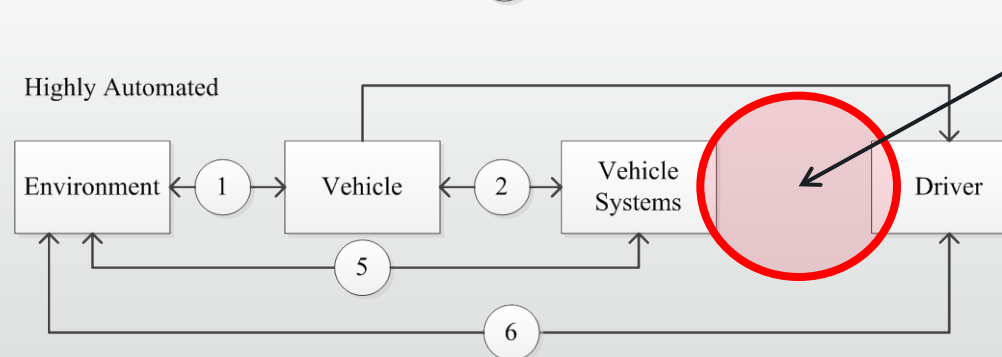 Highly Automated
Environment
1
Vehicle
2
Vehicle
Systems
Driver
5
6